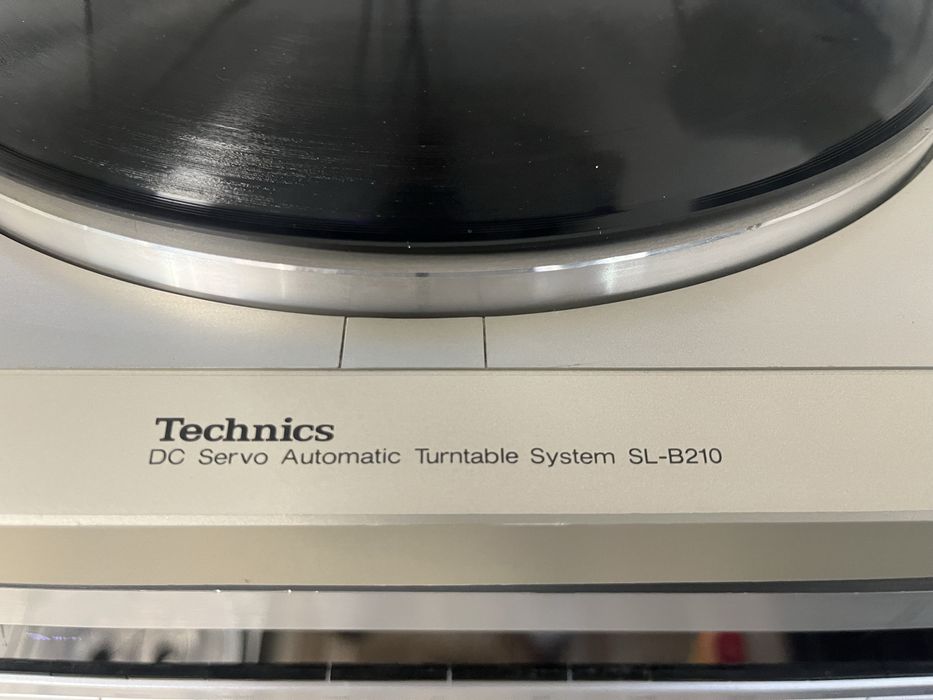 Technics
DC Servo Automatic Turntable System SL-B210